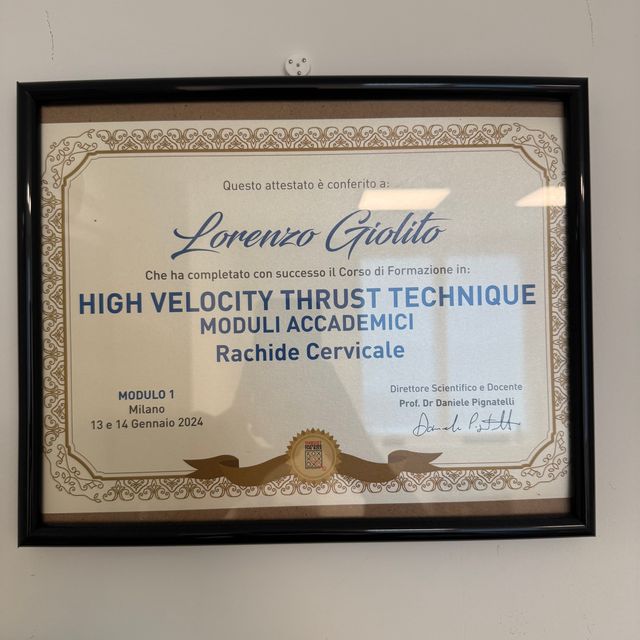 Questo attestato è conferito a:
Lorenzo Giolito
Che ha completato con successo il Corso di Formazione in:
HIGH VELOCITY THRUST TECHNIQUE
MODULI ACCADEMICI
Rachide Cervicale
MODULO 1
Milano
13 e 14 Gennaio 2024
Direttore Scientifico e Docente
Prof. Dr Daniele Pignatelli